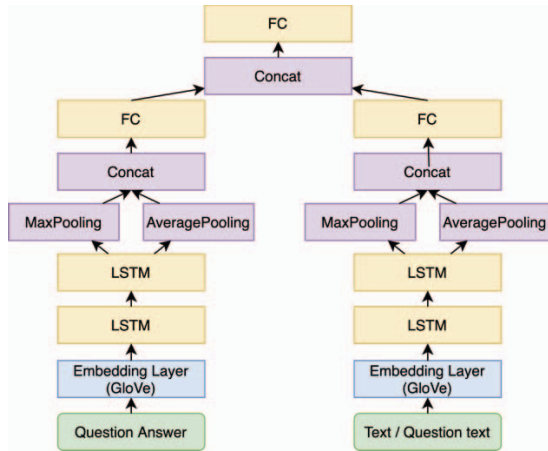 FC
Concat
FC
FC
Concat
Concat
MaxPooling
AveragePooling
MaxPooling
AveragePooling
LSTM
LSTM
LSTM
LSTM
Embedding Layer
(GloVe)
Embedding Layer
(GloVe)
Question Answer
Text / Question text